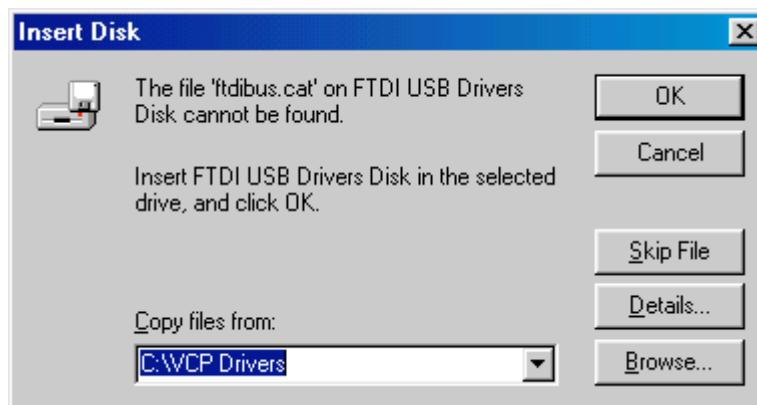 Insert Disk
The file 'ftdibus.cat' on FTDI USB Drivers
Disk cannot be found.
Insert FTDI USB Drivers Disk in the selected
drive, and click OK.
Copy files from:
C:\VCP Drivers
OK
Cancel
Skip File
Details...
Browse...